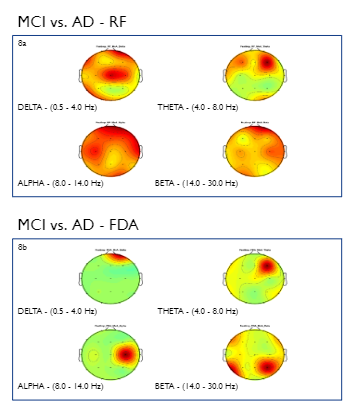 MCI vs. AD - RF
8a
DELTA - (0.5 - 4.0 Hz)
THETA - (4.0 - 8.0 Hz)
ALPHA - (8.0 - 14.0 Hz)
BETA - (14.0 - 30.0 Hz)
MCI vs. AD - FDA
8b
DELTA - (0.5 - 4.0 Hz)
THETA - (4.0 - 8.0 Hz)
ALPHA - (8.0 - 14.0 Hz)
BETA - (14.0 - 30.0 Hz)